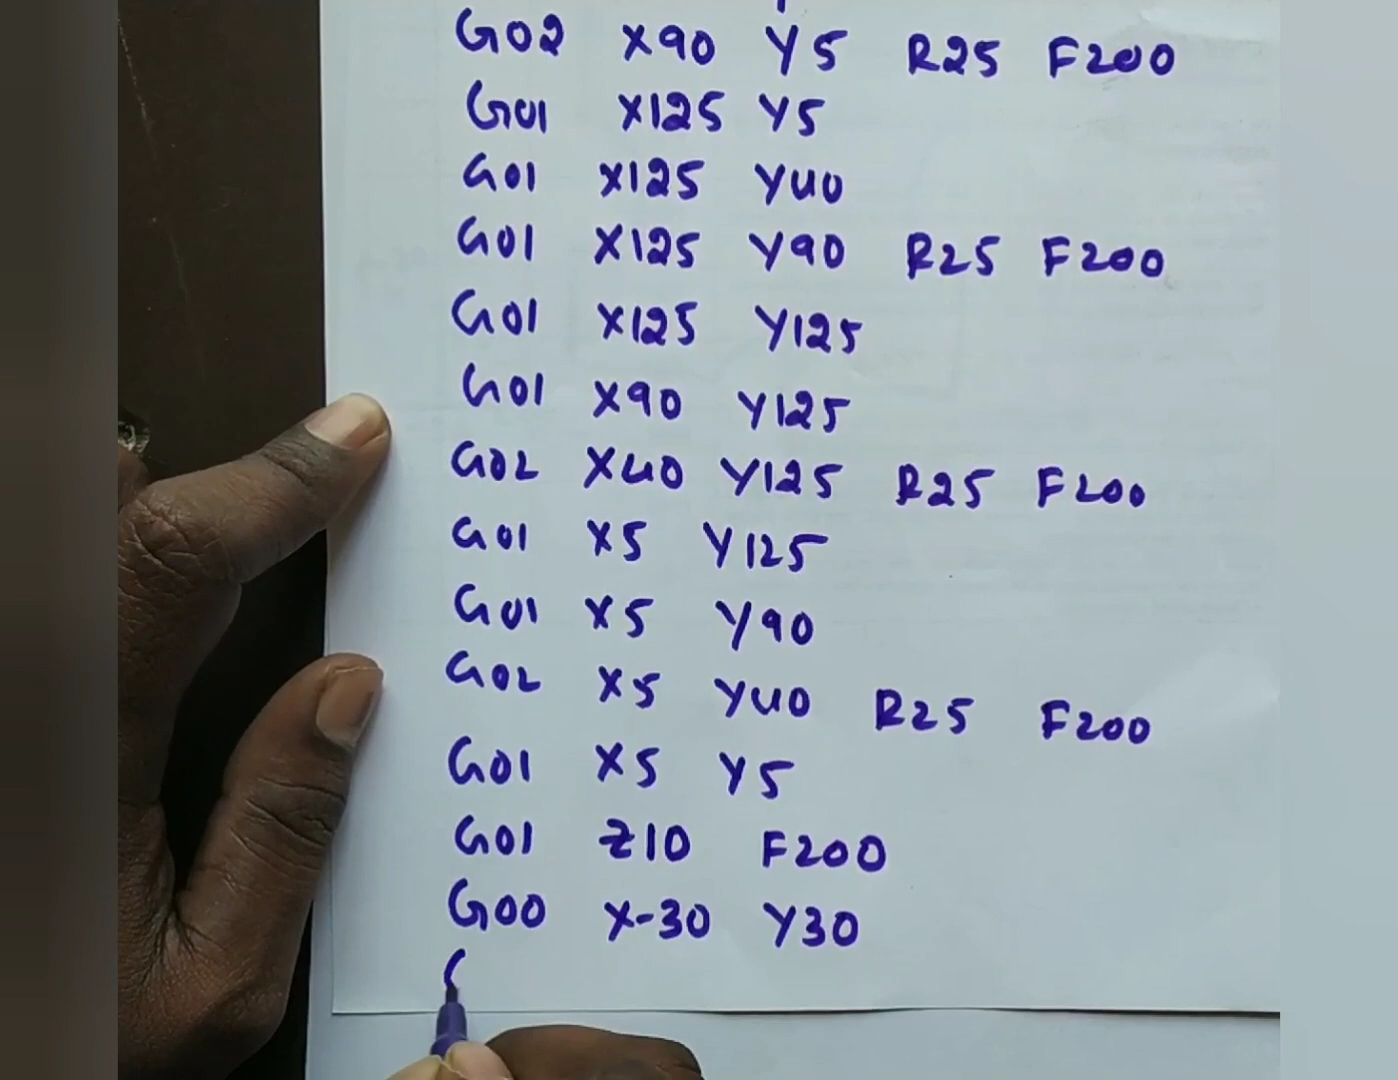 G02 X90 Y5 R25 F200
G01 X125 Y5
G01 X125 Y40
G01 X125 Y90 R25 F200
G01 X125 Y125
G01 X90 Y125
G02 X40 Y125 R25 F200
G01 X5 Y125
G01 X5 Y90
G02 X5 Y40 R25 F200
G01 X5 Y5
G01 Z10 F200
G00 X-30 Y30